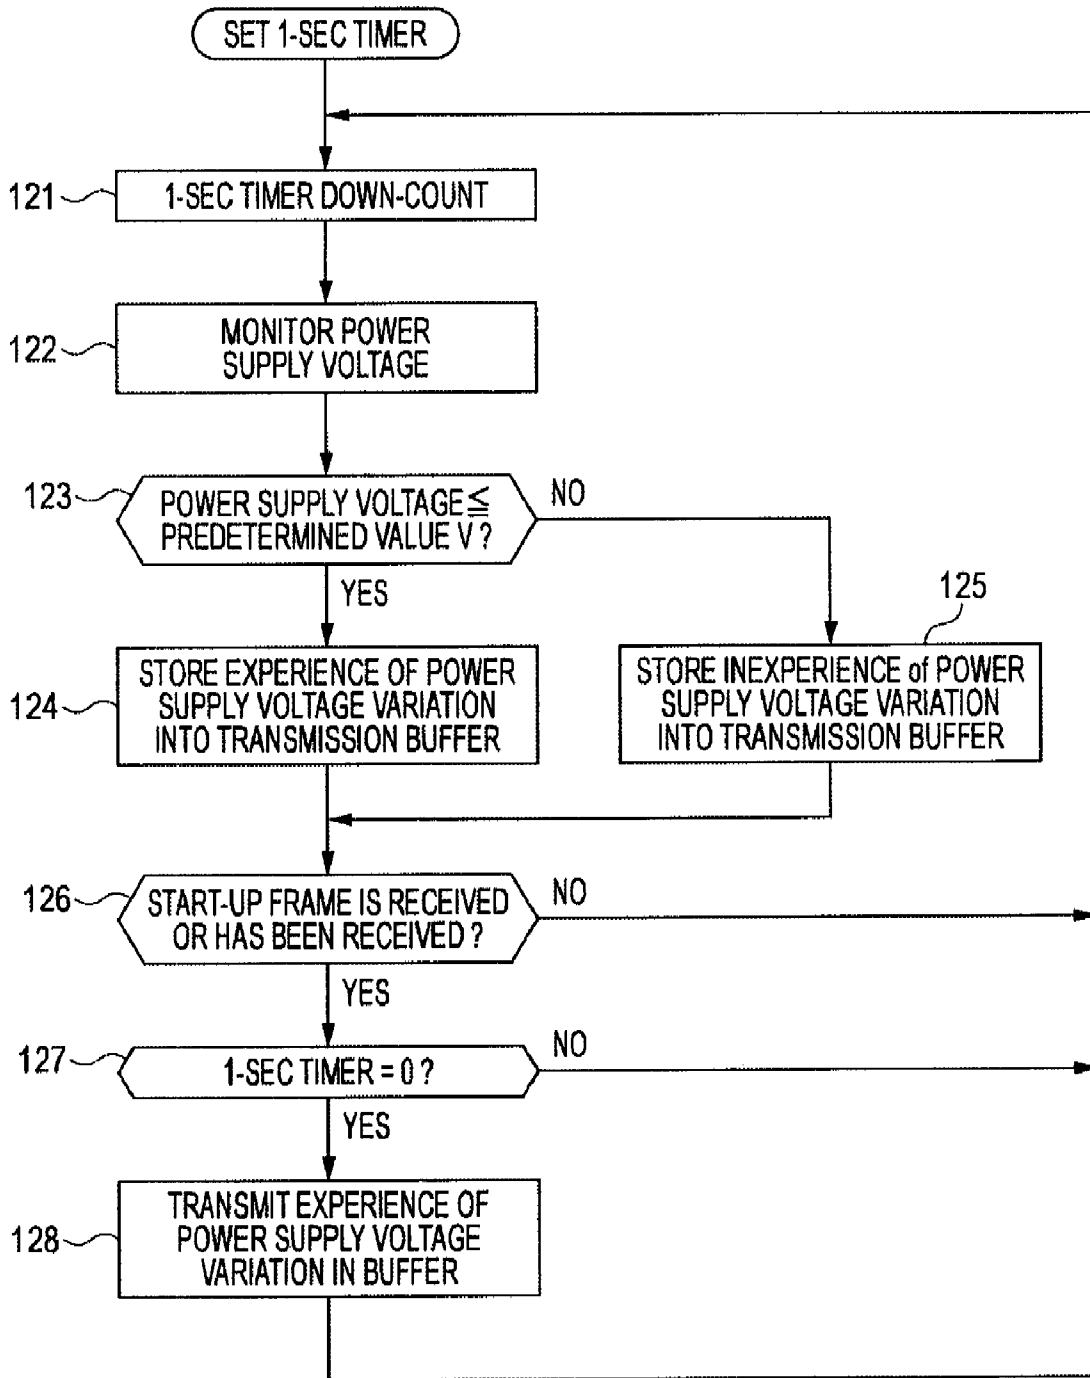 SET 1-SEC TIMER
121
1-SEC TIMER DOWN-COUNT
122
MONITOR POWER
SUPPLY VOLTAGE
123
POWER SUPPLY VOLTAGE ≦
PREDETERMINED VALUE V ?
NO
YES
125
124
STORE EXPERIENCE OF POWER
SUPPLY VOLTAGE VARIATION
INTO TRANSMISSION BUFFER
STORE INEXPERIENCE of POWER
SUPPLY VOLTAGE VARIATION
INTO TRANSMISSION BUFFER
126
START-UP FRAME IS RECEIVED
OR HAS BEEN RECEIVED ?
NO
YES
127
1-SEC TIMER = 0 ?
NO
YES
128
TRANSMIT EXPERIENCE OF
POWER SUPPLY VOLTAGE
VARIATION IN BUFFER